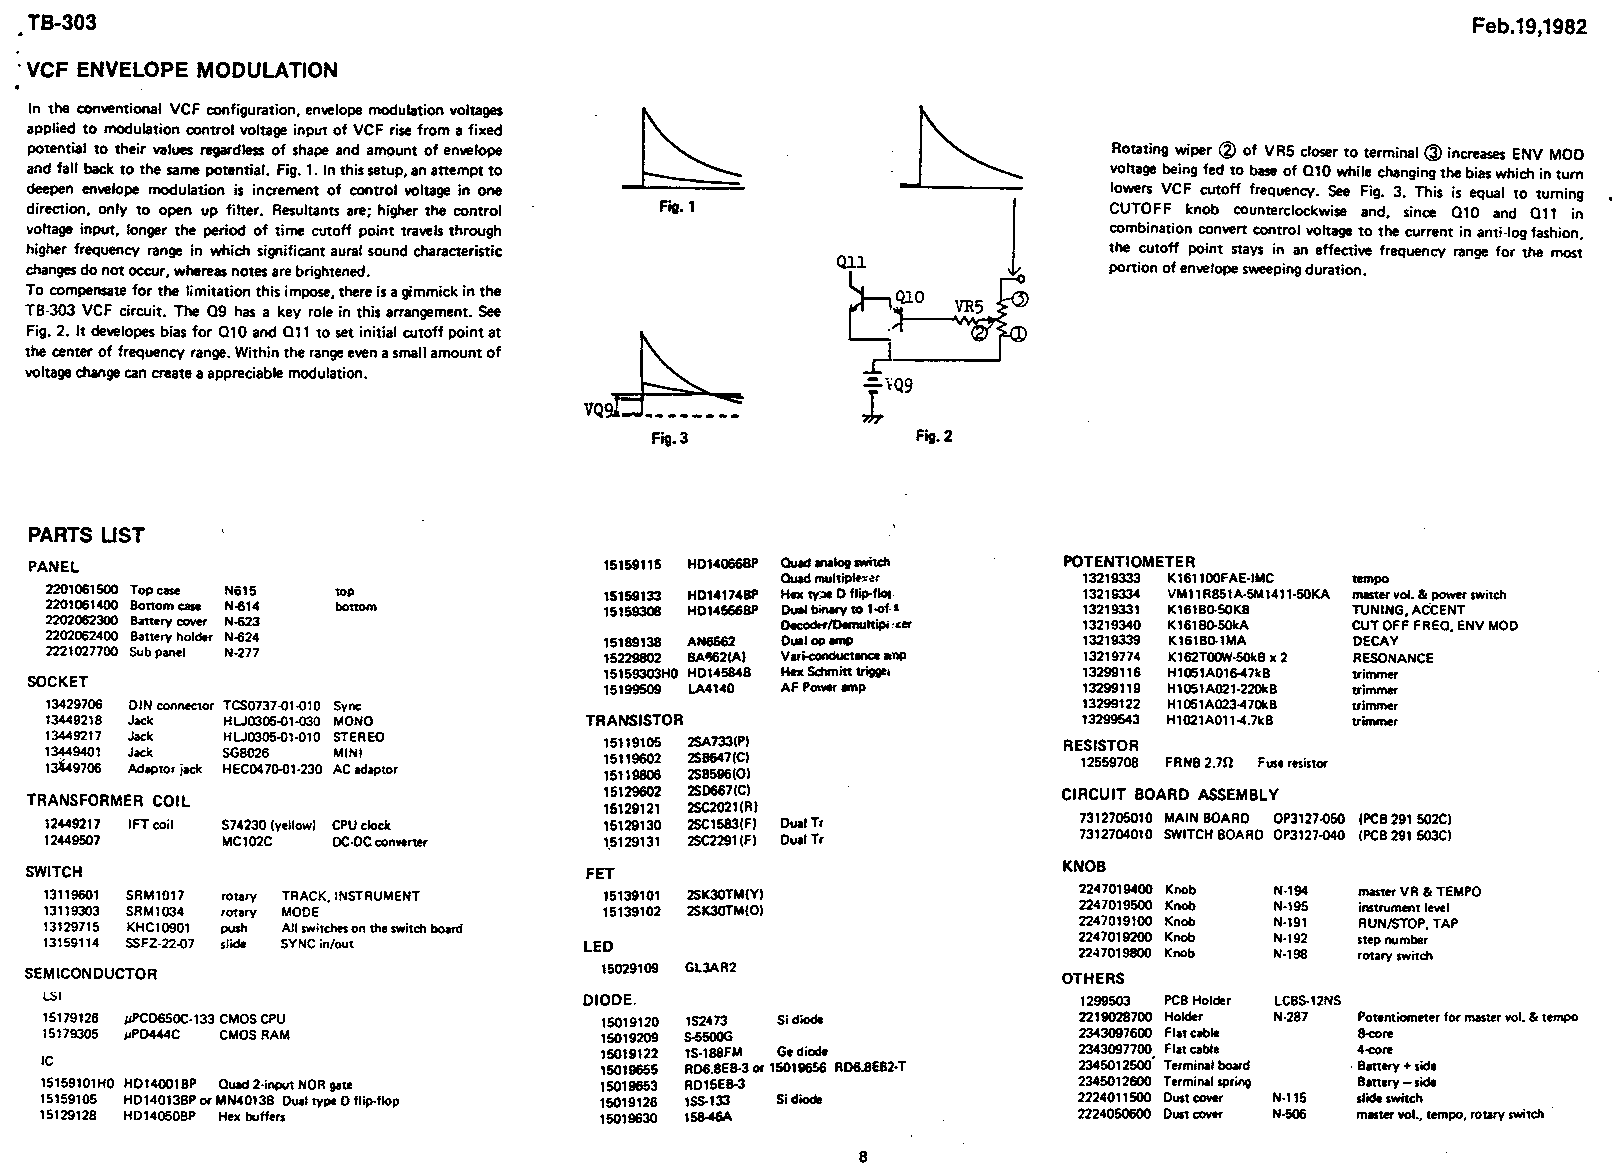 TB-303
Feb.19,1982
VCF ENVELOPE MODULATION
In the conventional VCF configuration, envelope modulation voltages
applied to modulation control voltage input of VCF rise from a fixed
potential to their values regardless of shape and amount of envelope
and fall back to the same potential. Fig. 1. In this setup, an attempt to
deepen envelope modulation is increment of control voltage in one
direction, only to open up filter. Resultants are; higher the control
voltage input, longer the period of time cutoff point travels through
higher frequency range in which significant aural sound characteristic
changes do not occur, whereas notes are brightened.
To compensate for the limitation this impose, there is a gimmick in the
TB-303 VCF circuit. The Q9 has a key role in this arrangement. See
Fig. 2. It developes bias for Q10 and Q11 to set initial cutoff point at
the center of frequency range. Within the range even a small amount of
voltage change can create a appreciable modulation.
Fig. 1
VQ9
Fig. 3
Q11
Q10
VR5
③
②
①
VQ9
Fig. 2
Rotating wiper ② of VR5 closer to terminal ③ increases ENV MOD
voltage being fed to base of Q10 while changing the bias which in turn
lowers VCF cutoff frequency. See Fig. 3. This is equal to turning
CUTOFF knob counterclockwise and, since Q10 and Q11 in
combination convert control voltage to the current in anti-log fashion,
the cutoff point stays in an effective frequency range for the most
portion of envelope sweeping duration.
PARTS LIST
PANEL
2201061500 Top case N615 top
2201061400 Bottom case N-614 bottom
2202062300 Battery cover N-623
2202062400 Battery holder N-624
2221027700 Sub panel N-277
SOCKET
13429706 DIN connector TCS0737-01-010 Sync
13449218 Jack HLJ0305-01-030 MONO
13449217 Jack HLJ0305-01-010 STEREO
13449401 Jack SG8026 MINI
13449706 Adaptor jack HEC0470-01-230 AC adaptor
TRANSFORMER COIL
12449217 IFT coil S74230 (yellow) CPU clock
12449507 MC102C DC-DC converter
SWITCH
13119601 SRM1017 rotary TRACK, INSTRUMENT
13119303 SRM1034 rotary MODE
13129715 KHC10901 push All switches on the switch board
13159114 SSFZ-22-07 slide SYNC in/out
SEMICONDUCTOR
LSI
15179126 μPCD650C-133 CMOS CPU
15179305 μPD444C CMOS RAM
IC
15159101H0 HD14001BP Quad 2-input NOR gate
15159105 HD14013BP or MN4013B Dual type D flip-flop
15129128 HD14050BP Hex buffers
15159115 HD14066BP Quad analog switch
Quad multiplexer
15159133 HD14174BP Hex type D flip-flop
15159308 HD14556BP Dual binary to 1-of-4
Decoder/Demultiplexer
15189138 AN6562 Dual op amp
15229802 BA662(A) Vari-conductance amp
15159303H0 HD14584B Hex Schmitt trigger
15199509 LA4140 AF Power amp
TRANSISTOR
15119105 2SA733(P)
15119602 2SB647(C)
15119806 2SB596(O)
15129602 2SD667(C)
15129121 2SC2021(R)
15129130 2SC1583(F) Dual Tr
15129131 2SC2291(F) Dual Tr
FET
15139101 2SK30TM(Y)
15139102 2SK30TM(O)
LED
15029109 GL3AR2
DIODE.
15019120 1S2473 Si diode
15019209 S-5500G
15019122 1S-188FM Ge diode
15019655 RD6.8EB-3 or 15019656 RD6.8EB2-T
15019653 RD15EB-3
15019126 1SS-133 Si diode
15019630 158-46A
POTENTIOMETER
13219333 K161100FAE-1MC tempo
13219334 VM11R851A-5M1411-50KA master vol. & power switch
13219331 K161B0-50KB TUNING, ACCENT
13219340 K161B0-50kA CUT OFF FREQ, ENV MOD
13219339 K161B0-1MA DECAY
13219774 K162T00W-50kB x 2 RESONANCE
13299116 H1051A016-47kB trimmer
13299119 H1051A021-220kB trimmer
13299122 H1051A023-470kB trimmer
13299543 H1021A011-4.7kB trimmer
RESISTOR
12559708 FRNB 2.7Ω Fuse resistor
CIRCUIT BOARD ASSEMBLY
7312705010 MAIN BOARD OP3127-050 (PCB 291 502C)
7312704010 SWITCH BOARD OP3127-040 (PCB 291 503C)
KNOB
2247019400 Knob N-194 master VR & TEMPO
2247019500 Knob N-195 instrument level
2247019100 Knob N-191 RUN/STOP, TAP
2247019200 Knob N-192 step number
2247019800 Knob N-198 rotary switch
OTHERS
1299503 PCB Holder LCBS-12NS
2219028700 Holder N-287 Potentiometer for master vol. & tempo
2343097600 Flat cable 8-core
2343097700 Flat cable 4-core
2345012500 Terminal board Battery + side
2345012600 Terminal spring Battery – side
2224011500 Dust cover N-115 slide switch
2224050600 Dust cover N-506 master vol., tempo, rotary switch
8